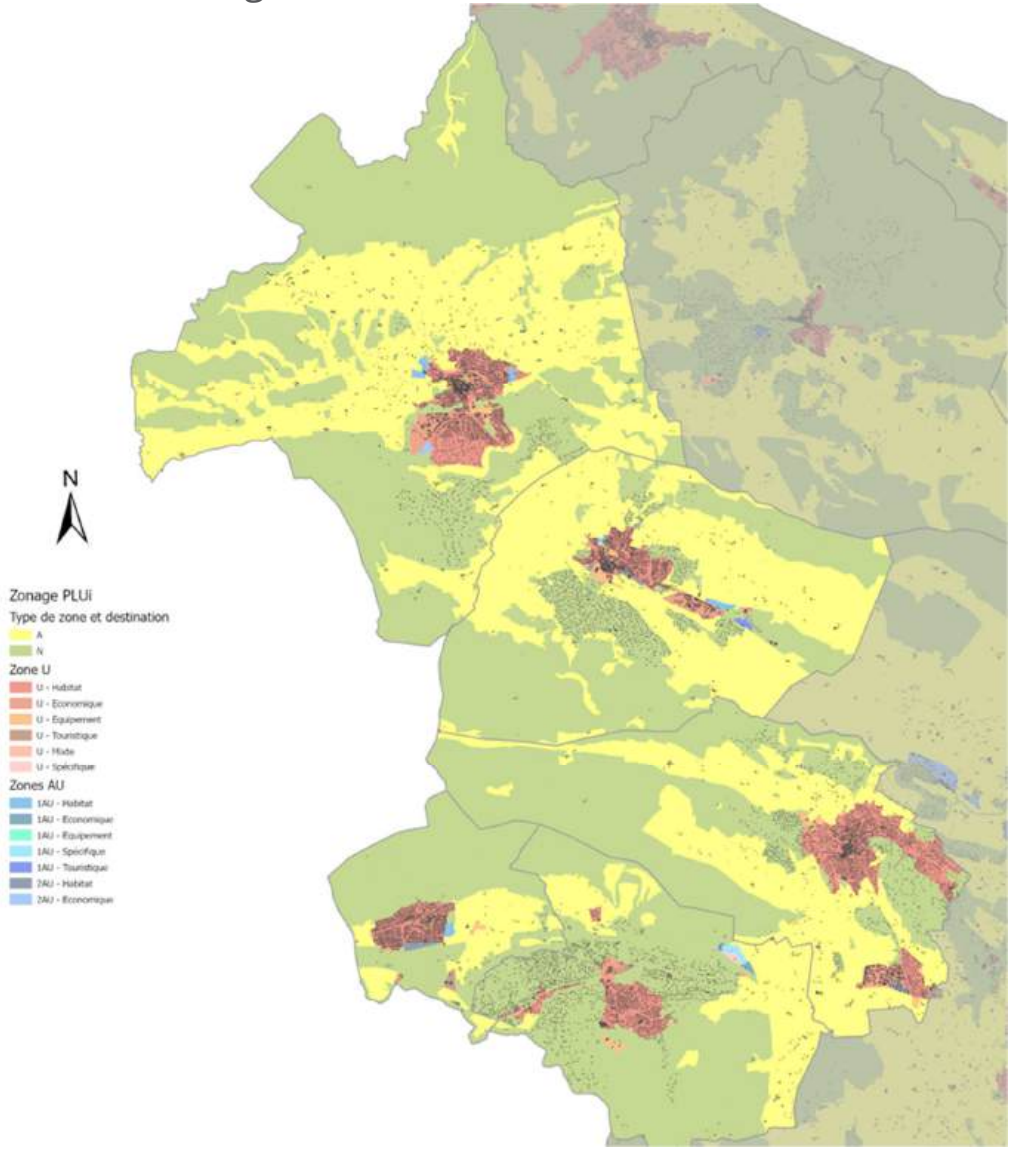 N
Zonage PLUi
Type de zone et destination
A
N
Zone U
U - Habitat
U - Economique
U - Equipement
U - Touristique
U - Mixte
U - Spécifique
Zones AU
1AU - Habitat
1AU - Economique
1AU - Equipement
1AU - Spécifique
1AU - Touristique
2AU - Habitat
2AU - Economique